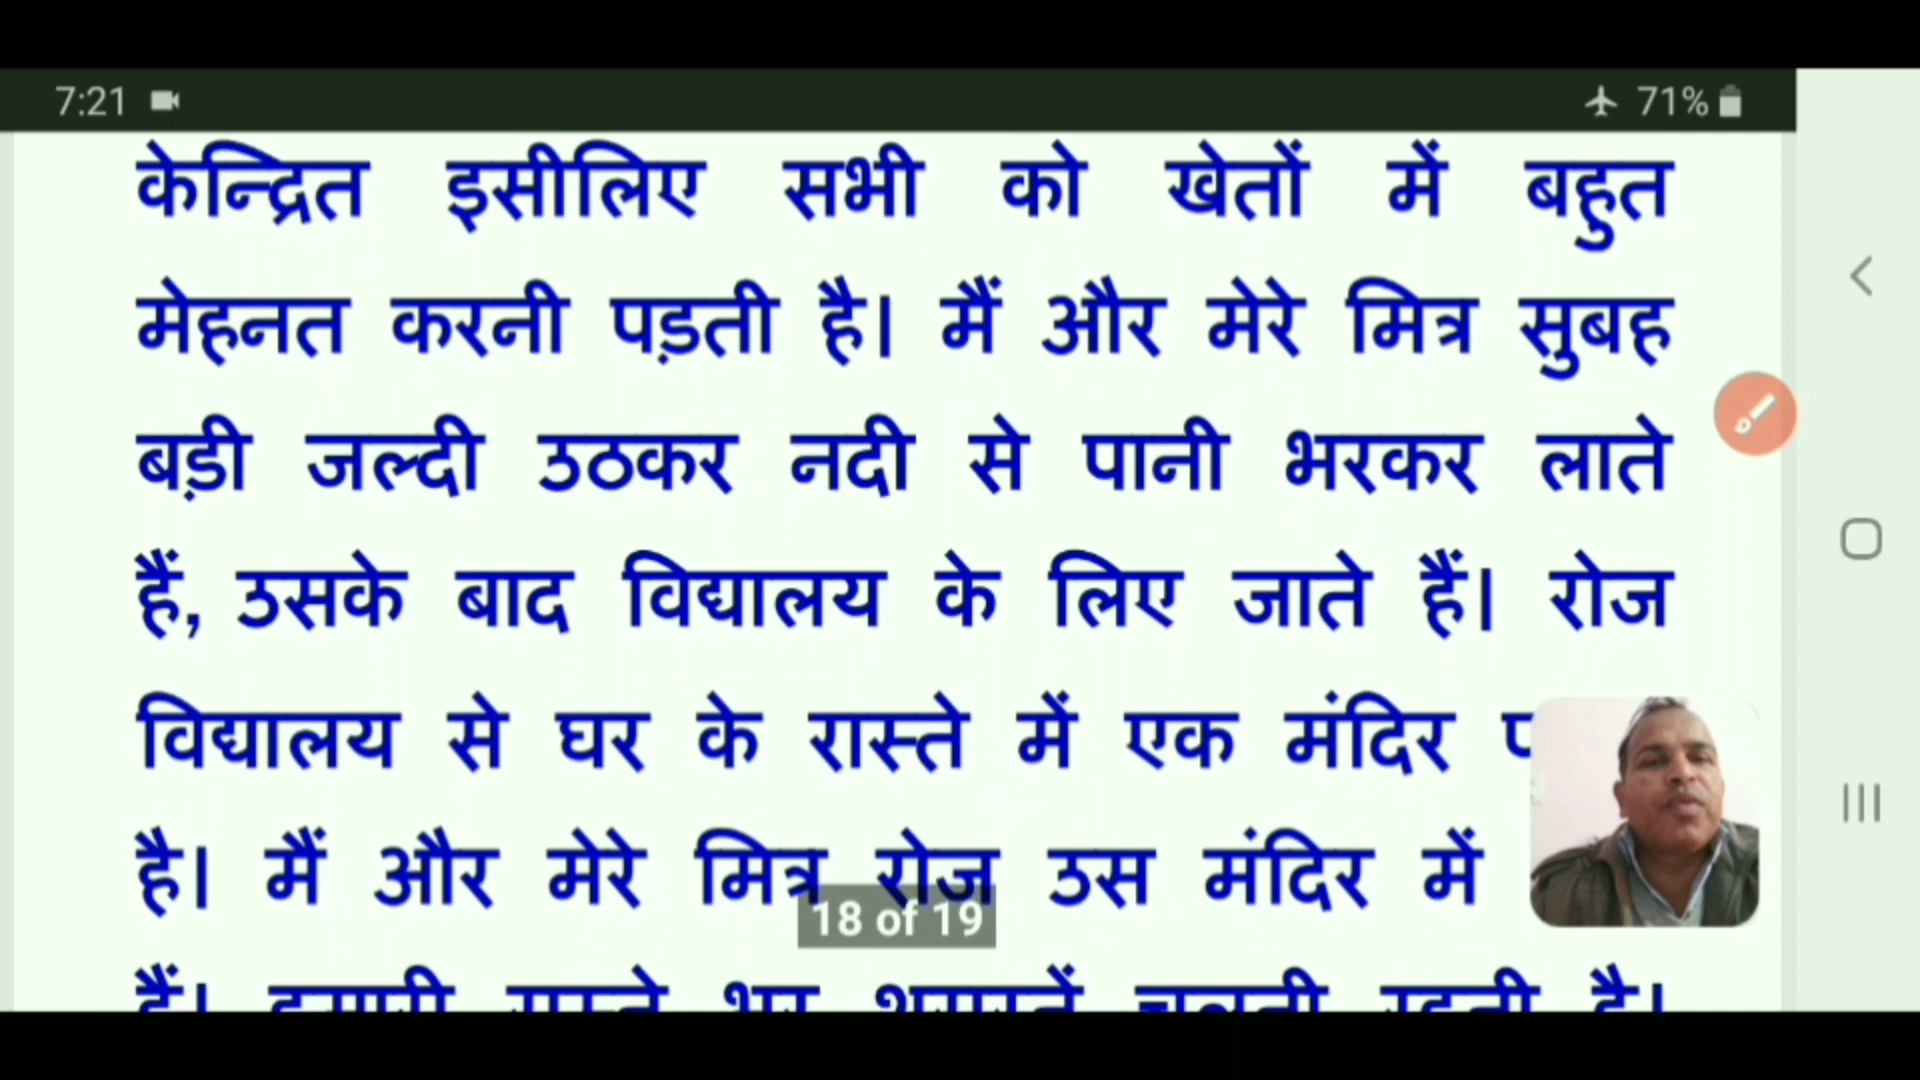 7:21
71%
केन्द्रित इसीलिए सभी को खेतों में बहुत
मेहनत करनी पड़ती है। मैं और मेरे मित्र सुबह
बड़ी जल्दी उठकर नदी से पानी भरकर लाते
हैं, उसके बाद विद्यालय के लिए जाते हैं। रोज
विद्यालय से घर के रास्ते में एक मंदिर
है। मैं और मेरे मित्र रोज उस मंदिर में
18 of 19
हैं।
है।